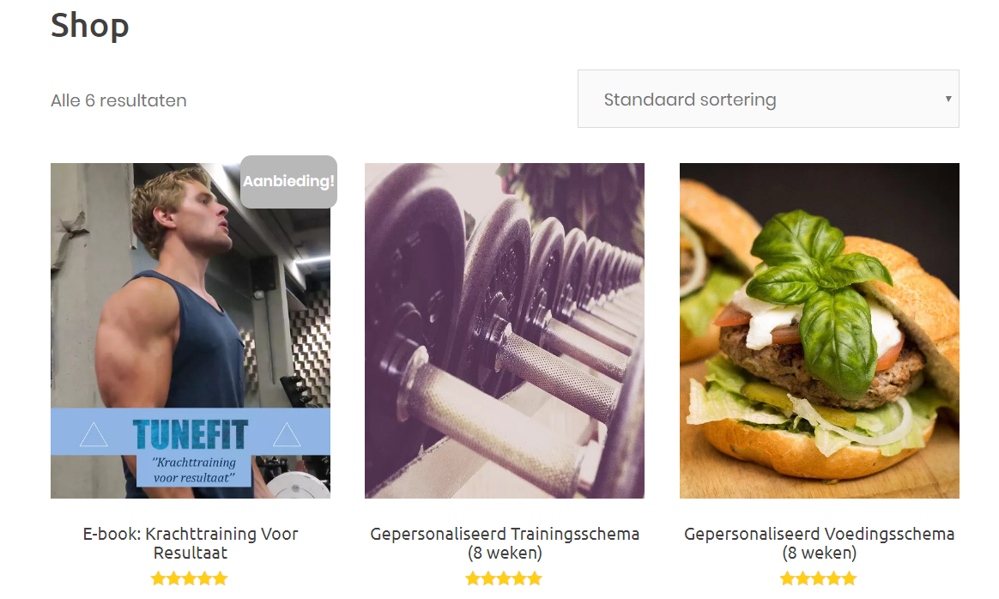 Shop
Alle 6 resultaten
Standaard sortering
Aanbieding!
TUNEFIT
"Krachttraining
voor resultaat"
E-book: Krachttraining Voor
Resultaat
Gepersonaliseerd Trainingsschema
(8 weken)
Gepersonaliseerd Voedingsschema
(8 weken)